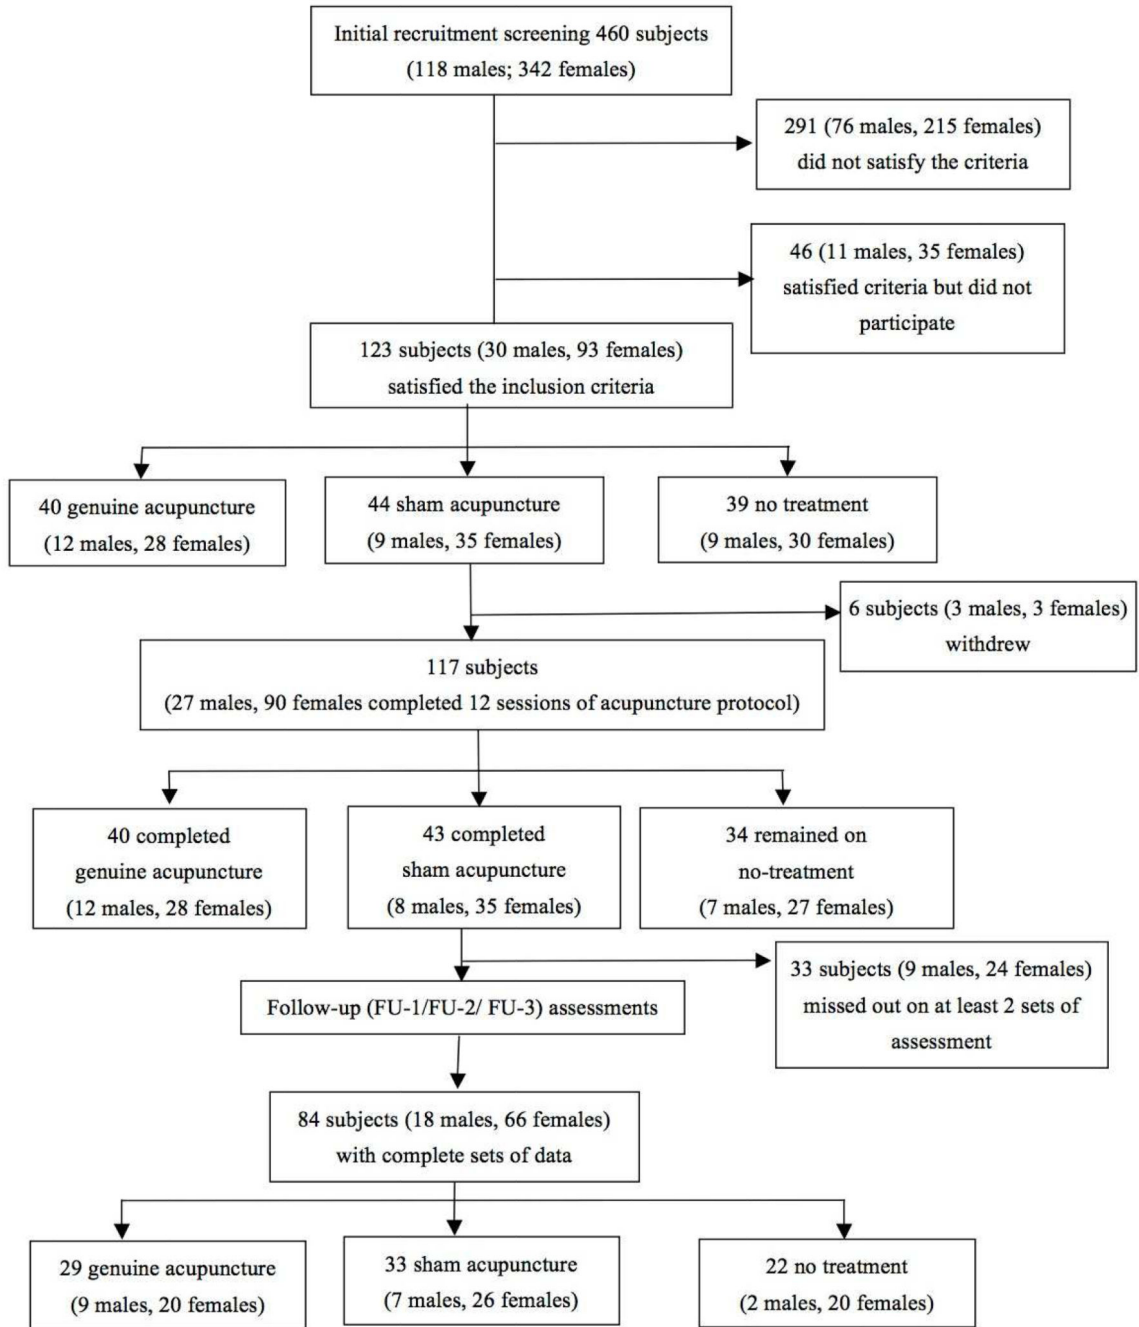 Initial recruitment screening 460 subjects
(118 males; 342 females)
291 (76 males, 215 females)
did not satisfy the criteria
46 (11 males, 35 females)
satisfied criteria but did not
participate
123 subjects (30 males, 93 females)
satisfied the inclusion criteria
40 genuine acupuncture
(12 males, 28 females)
44 sham acupuncture
(9 males, 35 females)
39 no treatment
(9 males, 30 females)
6 subjects (3 males, 3 females)
withdrew
117 subjects
(27 males, 90 females completed 12 sessions of acupuncture protocol)
40 completed
genuine acupuncture
(12 males, 28 females)
43 completed
sham acupuncture
(8 males, 35 females)
34 remained on
no-treatment
(7 males, 27 females)
33 subjects (9 males, 24 females)
missed out on at least 2 sets of
assessment
Follow-up (FU-1/FU-2/ FU-3) assessments
84 subjects (18 males, 66 females)
with complete sets of data
29 genuine acupuncture
(9 males, 20 females)
33 sham acupuncture
(7 males, 26 females)
22 no treatment
(2 males, 20 females)